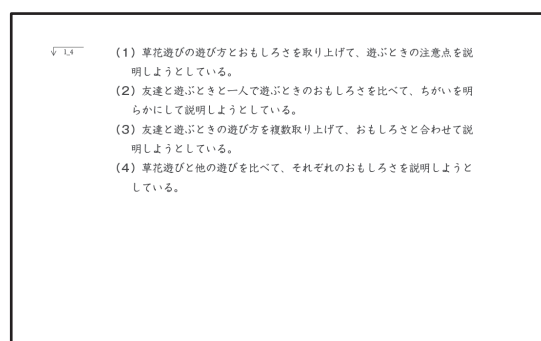 1_4
(1) 草花遊びの遊び方とおもしろさを取り上げて、遊ぶときの注意点を説
明しようとしている。
(2) 友達と遊ぶときと一人で遊ぶときのおもしろさを比べて、ちがいを明
らかにして説明しようとしている。
(3) 友達と遊ぶときの遊び方を複数取り上げて、おもしろさと合わせて説
明しようとしている。
(4) 草花遊びと他の遊びを比べて、それぞれのおもしろさを説明しようと
している。